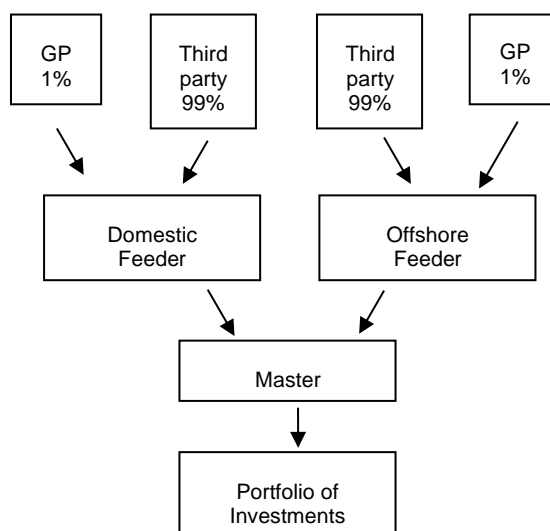 GP
1%
Third
party
99%
Third
party
99%
GP
1%
Domestic
Feeder
Offshore
Feeder
Master
Portfolio of
Investments